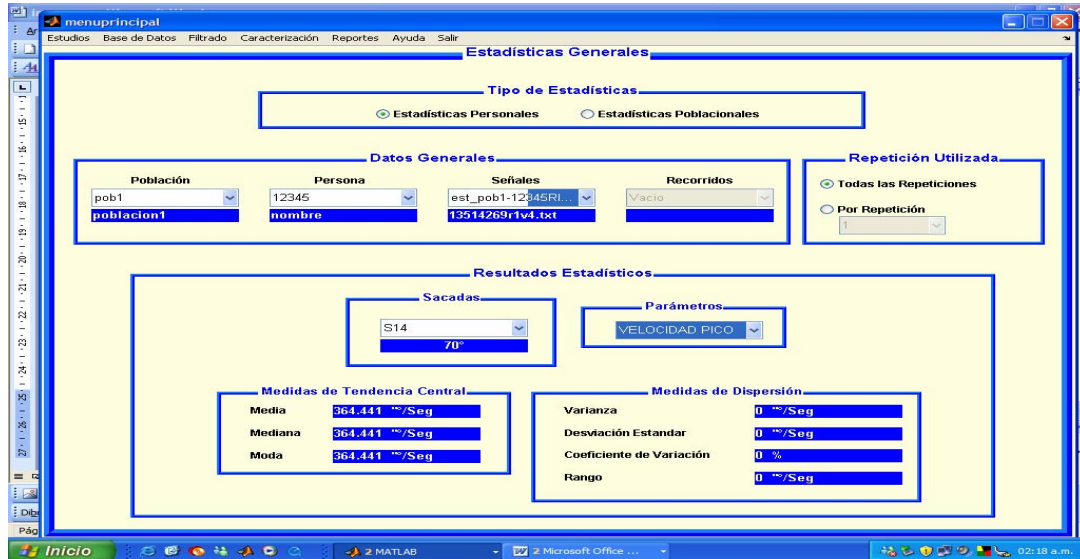 menuprincipal
Estudios Base de Datos Filtrado Caracterización Reportes Ayuda Salir
Estadísticas Generales
Tipo de Estadísticas
Estadísticas Personales Estadísticas Poblacionales
Datos Generales
Población Persona Señales Recorridos
pob1 12345 est_pob1-12345RI... Vacio
poblacion1 nombre 13514269r1v4.txt
Repetición Utilizada
Todas las Repeticiones
Por Repetición
1
Resultados Estadísticos
Sacadas
S14
70°
Parámetros
VELOCIDAD PICO
Medidas de Tendencia Central
Media 364.441 "°/Seg
Mediana 364.441 "°/Seg
Moda 364.441 "°/Seg
Medidas de Dispersión
Varianza 0 "°/Seg
Desviación Estandar 0 "°/Seg
Coeficiente de Variación 0 %
Rango 0 "°/Seg
Inicio 2 MATLAB 2 Microsoft Office ... 02:18 a.m.